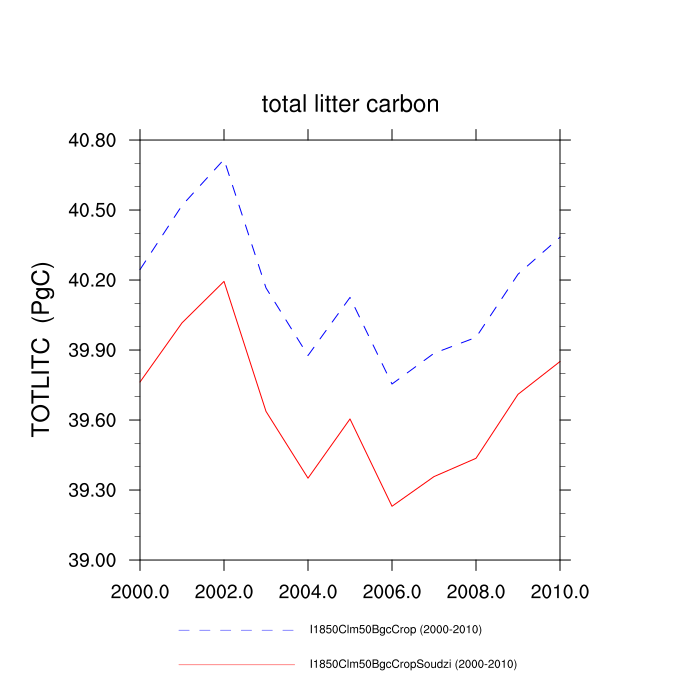 total litter carbon
TOTLITC (PgC)
40.80
40.50
40.20
39.90
39.60
39.30
39.00
2000.0 2002.0 2004.0 2006.0 2008.0 2010.0
I1850Clm50BgcCrop (2000-2010)
I1850Clm50BgcCropSoudzi (2000-2010)